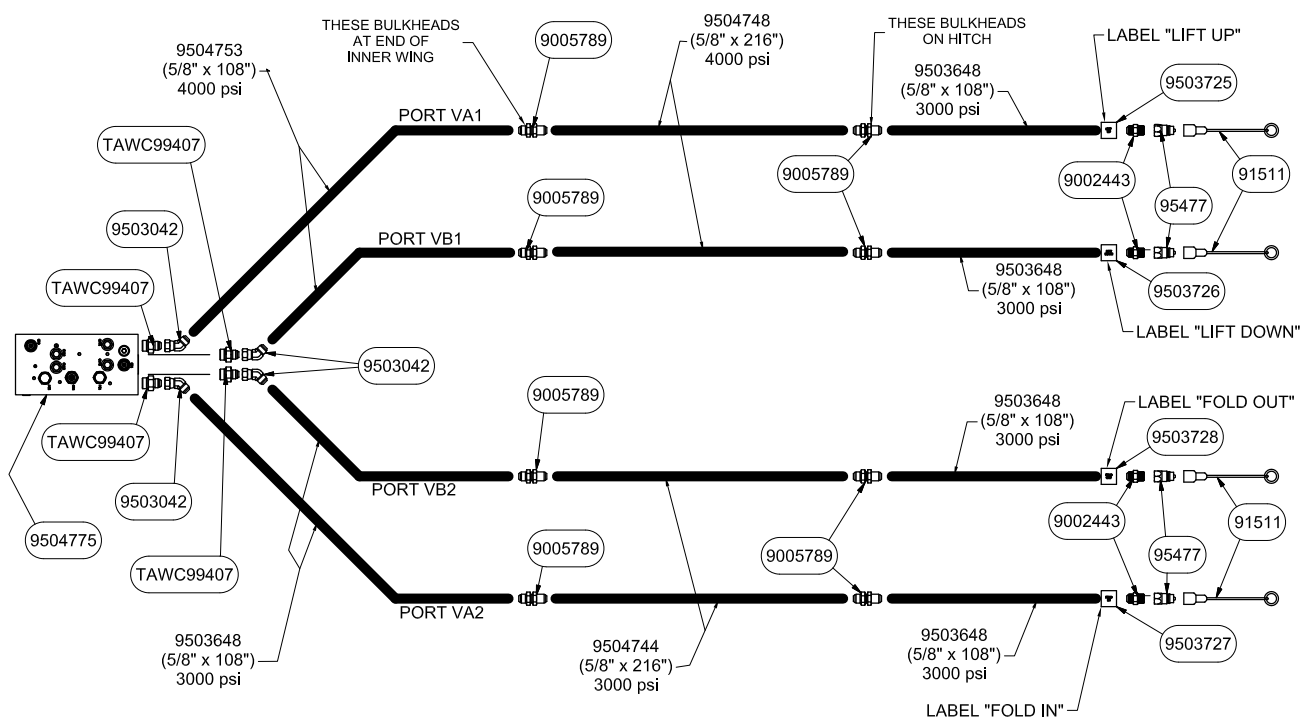 THESE BULKHEADS
AT END OF
INNER WING
9504753
(5/8" x 108")
4000 psi
9005789
9504748
(5/8" x 216")
4000 psi
THESE BULKHEADS
ON HITCH
LABEL "LIFT UP"
9503648
(5/8" x 108")
3000 psi
9503725
PORT VA1
TAWC99407
9005789
9005789
9002443
95477
91511
9503042
PORT VB1
TAWC99407
9503648
(5/8" x 108")
3000 psi
9503726
LABEL "LIFT DOWN"
9503042
9005789
9503648
(5/8" x 108")
3000 psi
LABEL "FOLD OUT"
9503728
TAWC99407
9503042
PORT VB2
9504775
TAWC99407
9005789
9005789
9002443
95477
91511
PORT VA2
9503648
(5/8" x 108")
3000 psi
9504744
(5/8" x 216")
3000 psi
9503648
(5/8" x 108")
3000 psi
9503727
LABEL "FOLD IN"